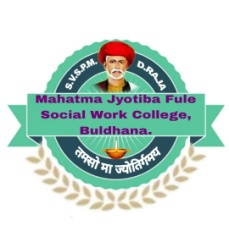 S.V.S.P.M. D.RAJA
Mahatma Jyotiba Fule
Social Work College,
Buldhana.
तमसो मा ज्योतिर्गमय